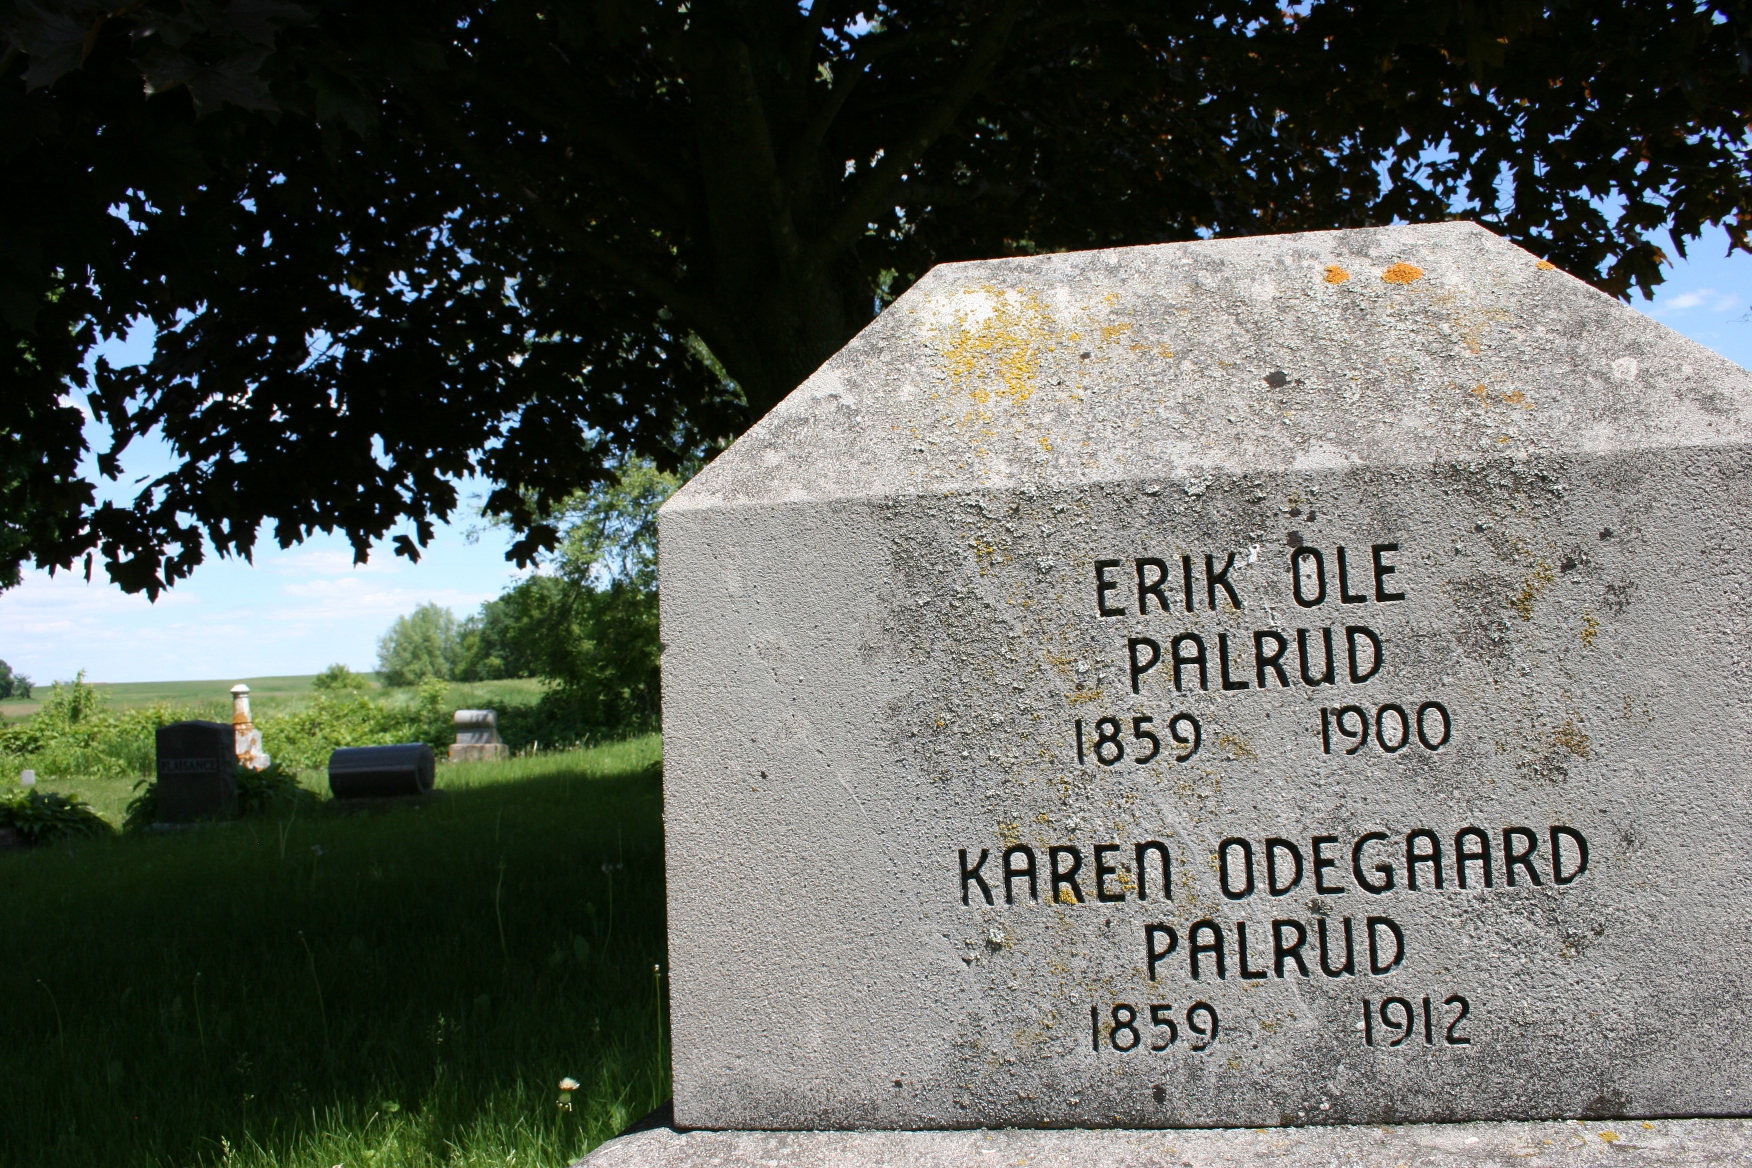 ERIK OLE
PALRUD
1859 1900
KAREN ODEGAARD
PALRUD
1859 1912